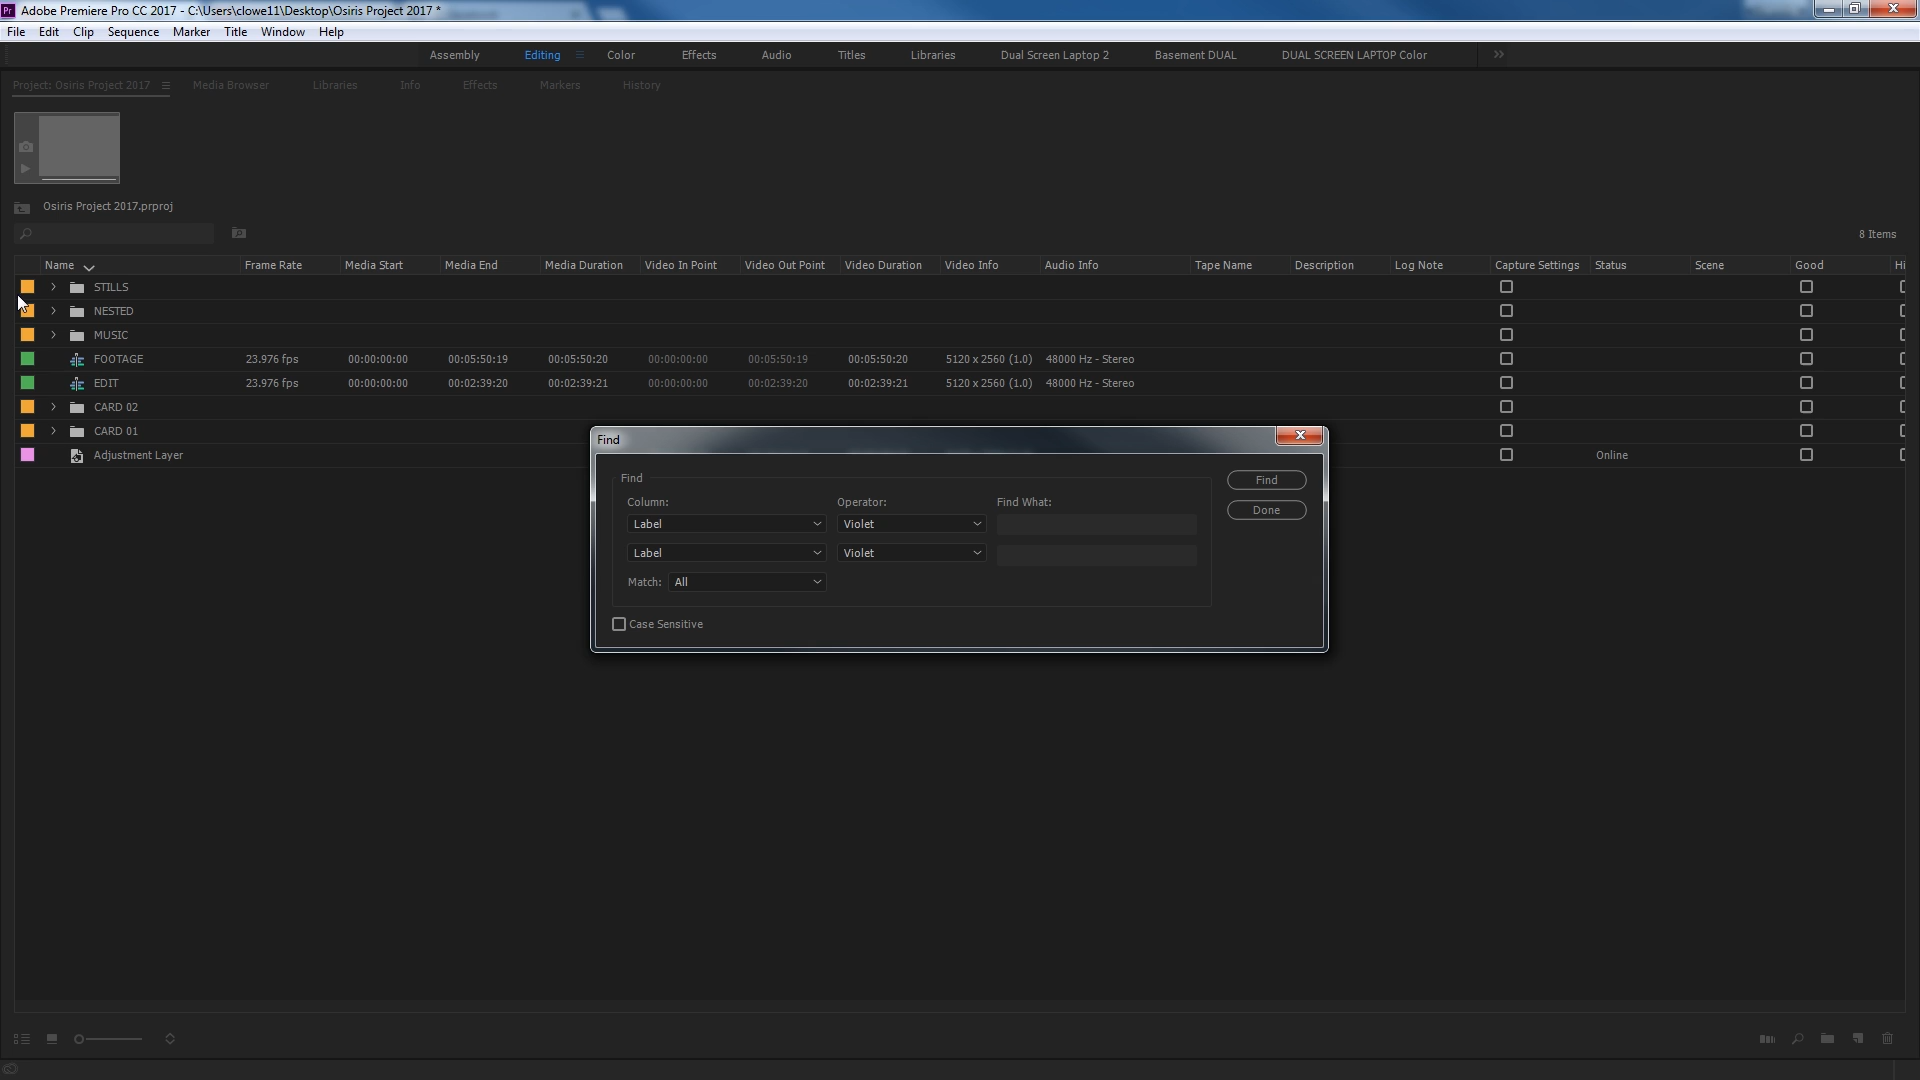 Adobe Premiere Pro CC 2017 - C:\Users\clowe11\Desktop\Osiris Project 2017 *
File Edit Clip Sequence Marker Title Window Help
Assembly Editing Color Effects Audio Titles Libraries Dual Screen Laptop 2 Basement DUAL DUAL SCREEN LAPTOP Color
Project: Osiris Project 2017 Media Browser Libraries Info Effects Markers History
Osiris Project 2017.prproj
8 Items
Name Frame Rate Media Start Media End Media Duration Video In Point Video Out Point Video Duration Video Info Audio Info Tape Name Description Log Note Capture Settings Status Scene Good Hi
STILLS
NESTED
MUSIC
FOOTAGE 23.976 fps 00:00:00:00 00:05:50:19 00:05:50:20 00:00:00:00 00:05:50:19 00:05:50:20 5120 x 2560 (1.0) 48000 Hz - Stereo
EDIT 23.976 fps 00:00:00:00 00:02:39:20 00:02:39:21 00:00:00:00 00:02:39:20 00:02:39:21 5120 x 2560 (1.0) 48000 Hz - Stereo
CARD 02
CARD 01
Adjustment Layer Online
Find
Find
Column: Operator: Find What:
Label Violet
Label Violet
Match: All
Case Sensitive
Find
Done